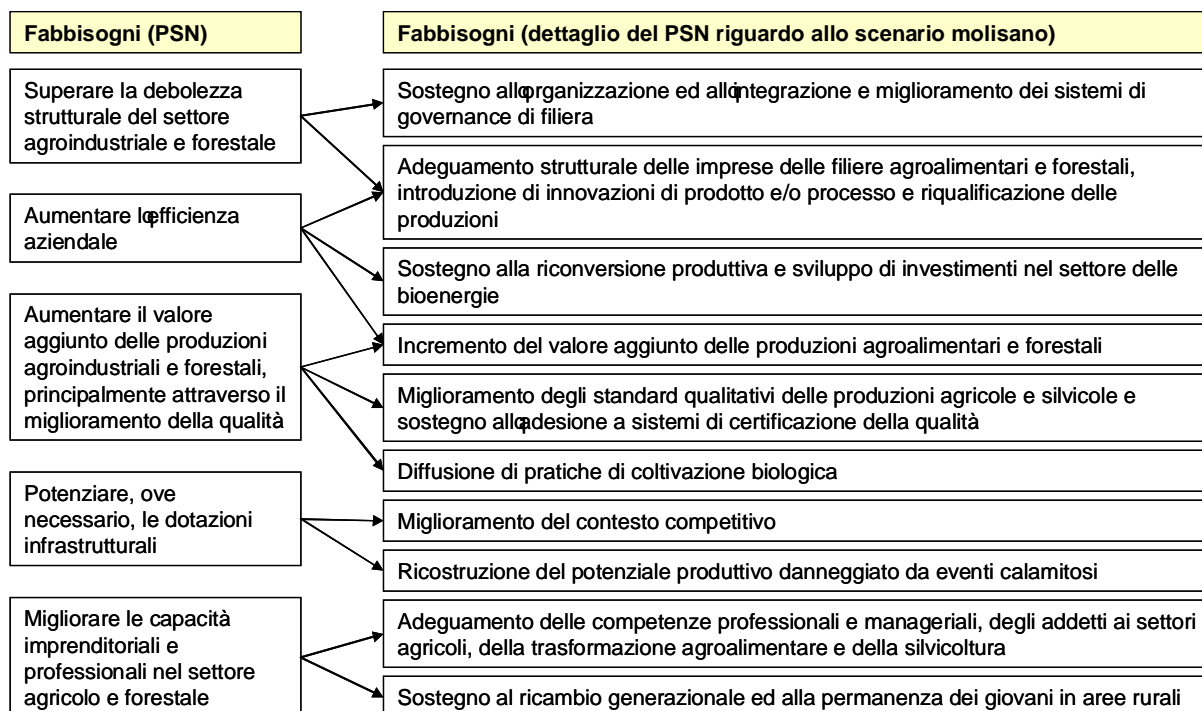 Fabbisogni (PSN)
Superare la debolezza
strutturale del settore
agroindustriale e forestale
Aumentare lqefficienza
aziendale
Aumentare il valore
aggiunto delle produzioni
agroindustriali e forestali,
principalmente attraverso il
miglioramento della qualità
Potenziare, ove
necessario, le dotazioni
infrastrutturali
Migliorare le capacità
imprenditoriali e
professionali nel settore
agricolo e forestale
Fabbisogni (dettaglio del PSN riguardo allo scenario molisano)
Sostegno allqorganizzazione ed allqintegrazione e miglioramento dei sistemi di
governance di filiera
Adeguamento strutturale delle imprese delle filiere agroalimentari e forestali,
introduzione di innovazioni di prodotto e/o processo e riqualificazione delle
produzioni
Sostegno alla riconversione produttiva e sviluppo di investimenti nel settore delle
bioenergie
Incremento del valore aggiunto delle produzioni agroalimentari e forestali
Miglioramento degli standard qualitativi delle produzioni agricole e silvicole e
sostegno allqadesione a sistemi di certificazione della qualità
Diffusione di pratiche di coltivazione biologica
Miglioramento del contesto competitivo
Ricostruzione del potenziale produttivo danneggiato da eventi calamitosi
Adeguamento delle competenze professionali e manageriali, degli addetti ai settori
agricoli, della trasformazione agroalimentare e della silvicoltura
Sostegno al ricambio generazionale ed alla permanenza dei giovani in aree rurali